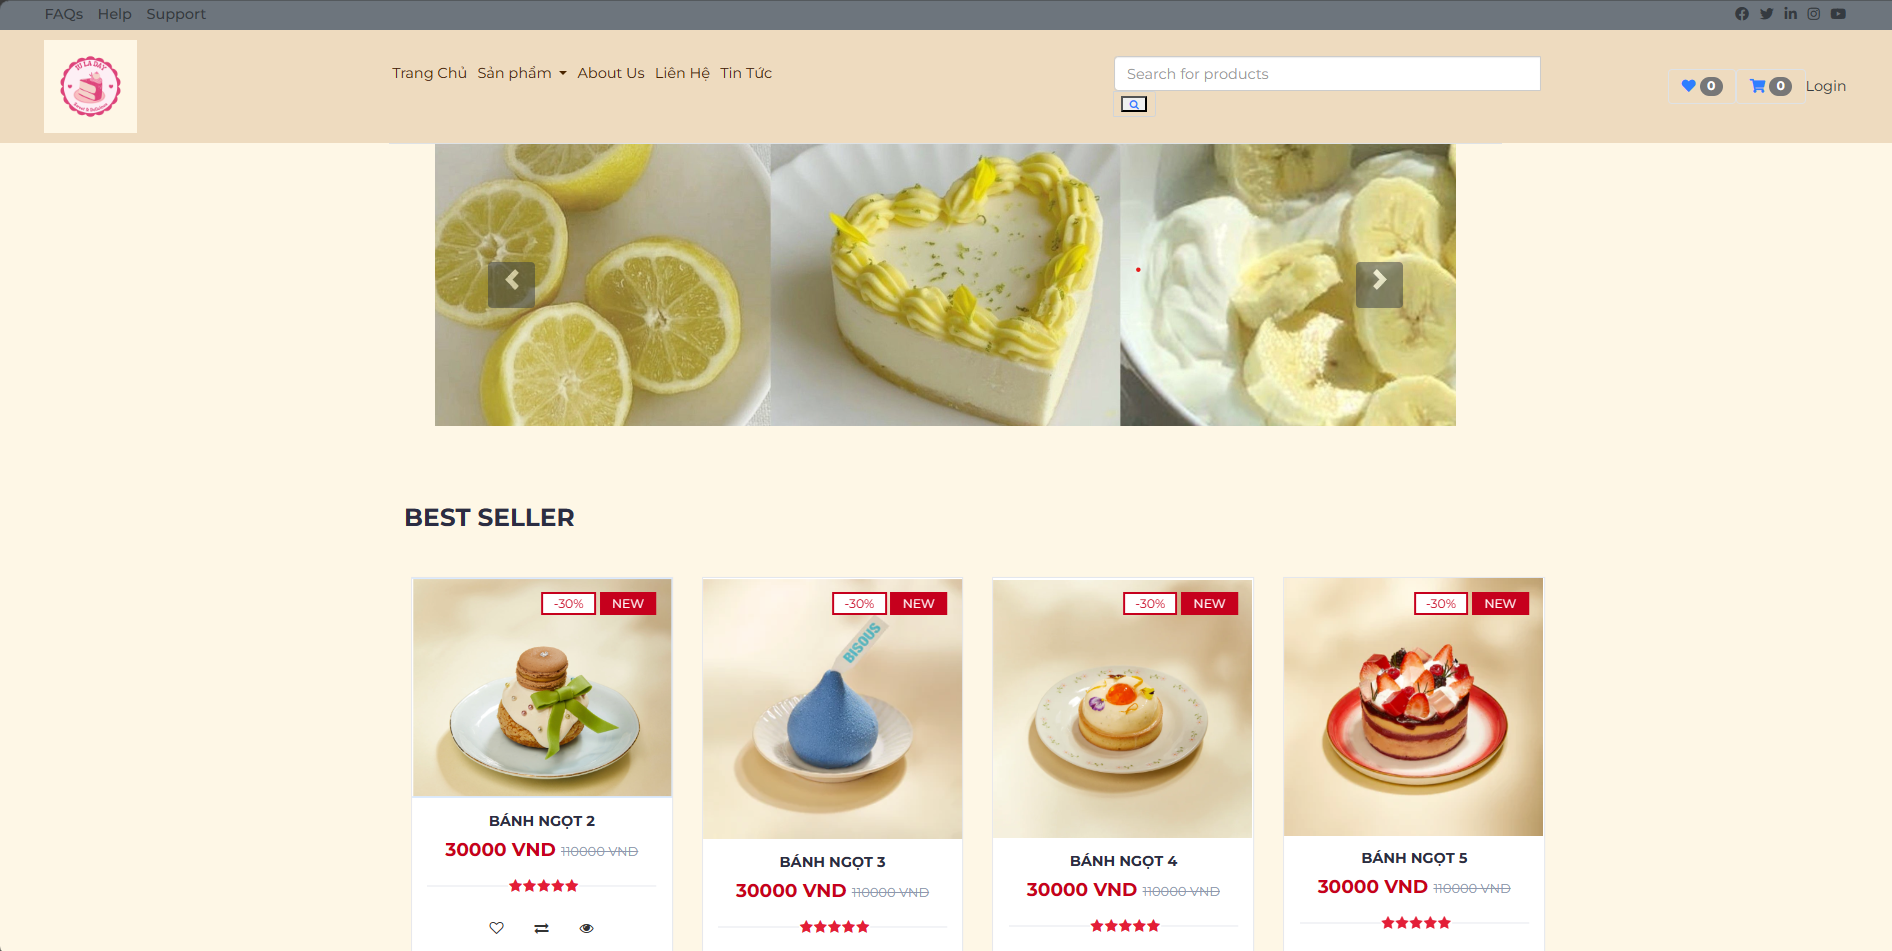 FAQs Help Support
Trang Chủ Sản phẩm About Us Liên Hệ Tin Tức
Search for products
0 0 Login
BEST SELLER
-30% NEW
-30% NEW
-30% NEW
-30% NEW
BISOUS
BÁNH NGỌT 2
30000 VND 110000 VND
BÁNH NGỌT 3
30000 VND 110000 VND
BÁNH NGỌT 4
30000 VND 110000 VND
BÁNH NGỌT 5
30000 VND 110000 VND